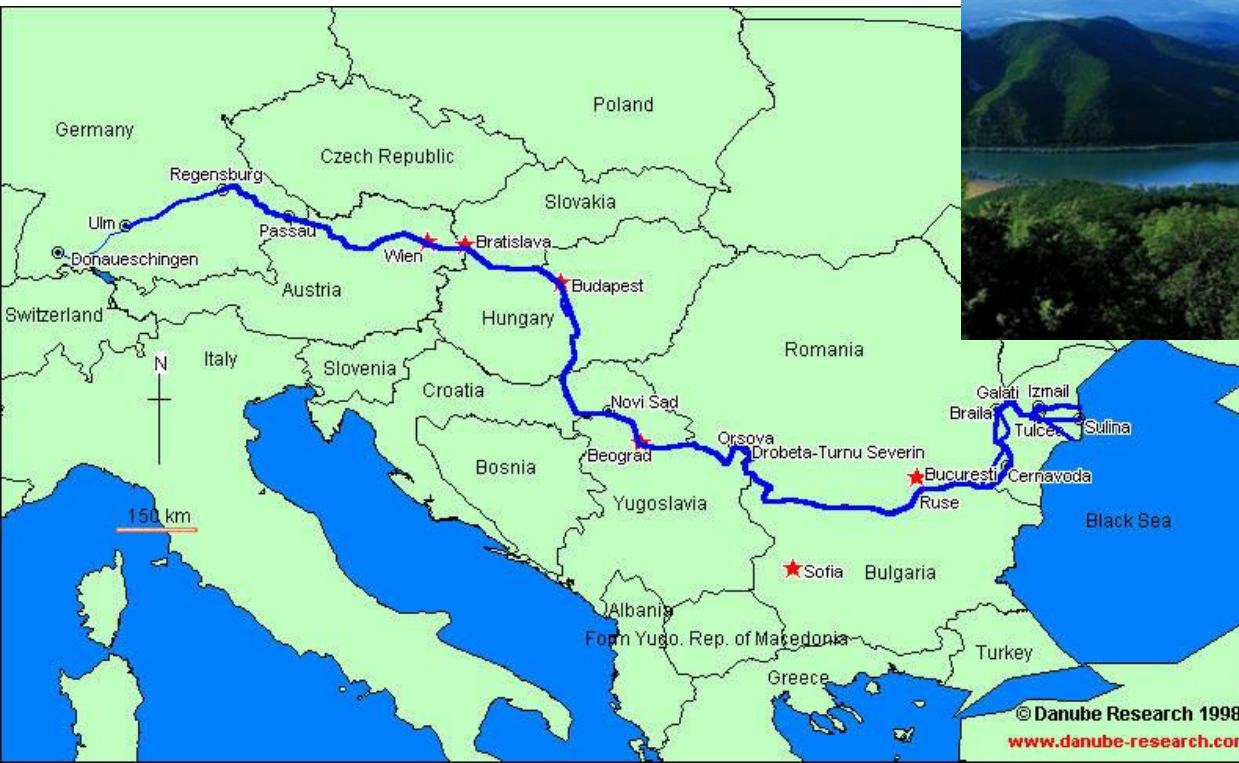 Poland
Germany
Czech Republic
Regensburg
Slovakia
Ulm
Passau
Wien
Bratislava
Donaueschingen
Budapest
Austria
Switzerland
Hungary
Italy
N
Slovenia
Romania
Croatia
Novi Sad
Galati
Izmail
Braila
Tulcea
Sulina
Beograd
Orsova
Drobeta-Turnu Severin
Bosnia
Bucuresti
Cernavoda
Yugoslavia
Ruse
150 km
Black Sea
Sofia
Bulgaria
Albania
Form Yugo. Rep. of Macedonia
Turkey
Greece
© Danube Research 1998
www.danube-research.com